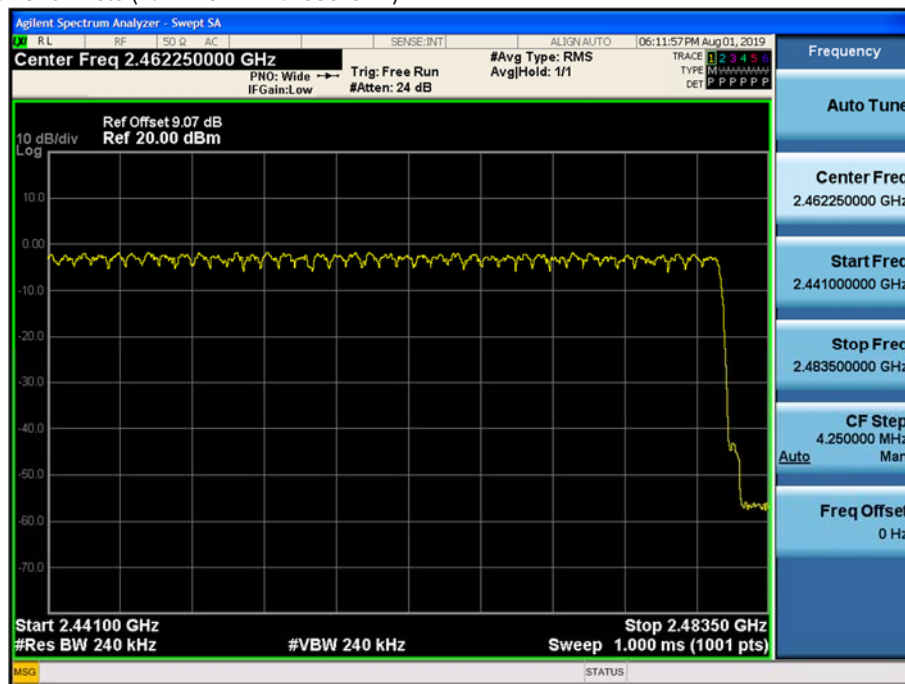 Agilent Spectrum Analyzer - Swept SA
RL RF 50 Ω AC SENSE:INT ALIGN AUTO 06:11:57 PM Aug 01, 2019
Center Freq 2.462250000 GHz
PNO: Wide
IFGain:Low
Trig: Free Run
#Atten: 24 dB
#Avg Type: RMS
Avg|Hold: 1/1
TRACE 1 2 3 4 5 6
TYPE M W W W W W
DET P P P P P P
Ref Offset 9.07 dB
10 dB/div Ref 20.00 dBm
Log
10.0
0.00
-10.0
-20.0
-30.0
-40.0
-50.0
-60.0
-70.0
Start 2.44100 GHz Stop 2.48350 GHz
#Res BW 240 kHz #VBW 240 kHz Sweep 1.000 ms (1001 pts)
MSG STATUS
Frequency
Auto Tune
Center Freq
2.462250000 GHz
Start Freq
2.441000000 GHz
Stop Freq
2.483500000 GHz
CF Step
4.250000 MHz
Auto Man
Freq Offset
0 Hz